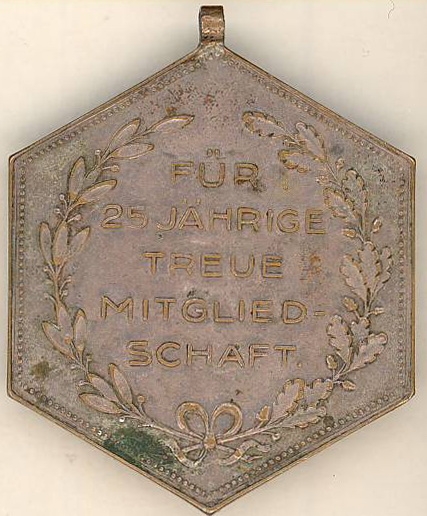 FÜR
25 JÄHRIGE
TREUE
MITGLIED-
SCHAFT.